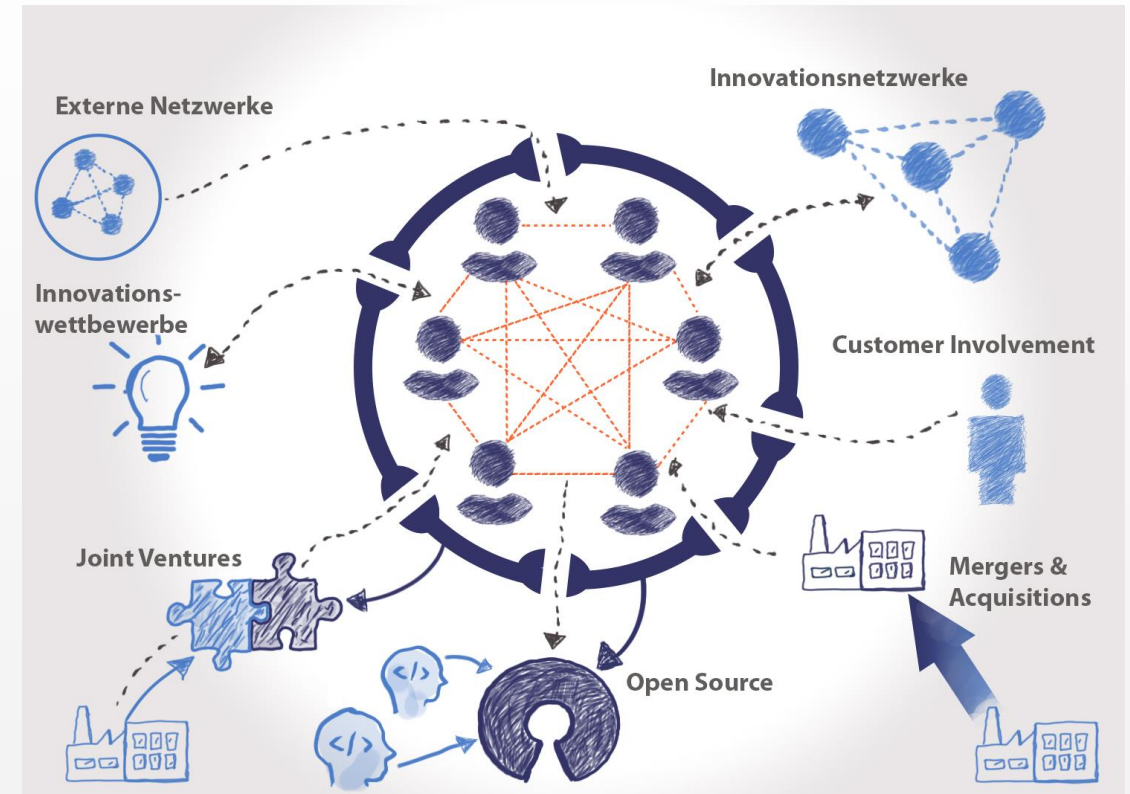 Externe Netzwerke
Innovationsnetzwerke
Innovations-
wettbewerbe
Customer Involvement
Joint Ventures
Mergers &
Acquisitions
Open Source
</>
</>